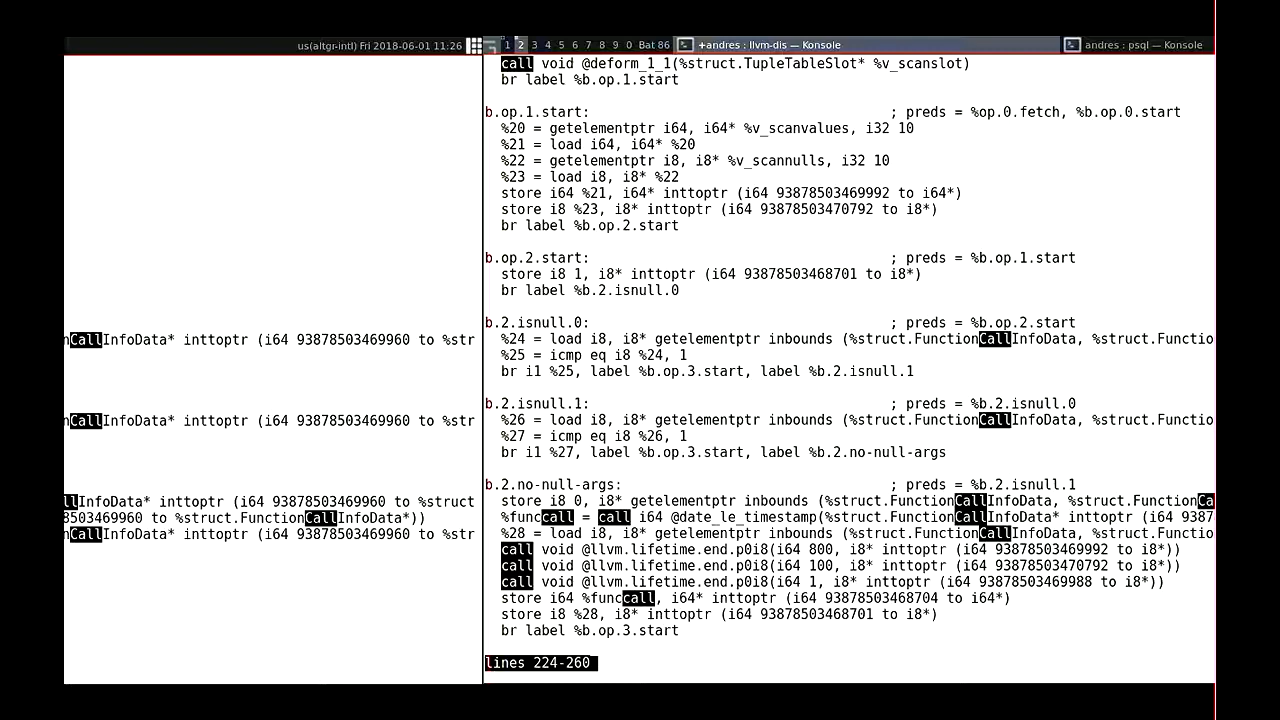 us(altgr-intl) Fri 2018-06-01 11:26
1 2 3 4 5 6 7 8 9 0 Bat 86
+andres : llvm-dis — Konsole
andres : psql — Konsole
nCallInfoData* inttoptr (i64 93878503469960 to %str
nCallInfoData* inttoptr (i64 93878503469960 to %str
llInfoData* inttoptr (i64 93878503469960 to %struct
8503469960 to %struct.FunctionCallInfoData*))
nCallInfoData* inttoptr (i64 93878503469960 to %str
call void @deform_1_1(%struct.TupleTableSlot* %v_scanslot)
br label %b.op.1.start
b.op.1.start: ; preds = %op.0.fetch, %b.op.0.start
%20 = getelementptr i64, i64* %v_scanvalues, i32 10
%21 = load i64, i64* %20
%22 = getelementptr i8, i8* %v_scannulls, i32 10
%23 = load i8, i8* %22
store i64 %21, i64* inttoptr (i64 93878503469992 to i64*)
store i8 %23, i8* inttoptr (i64 93878503470792 to i8*)
br label %b.op.2.start
b.op.2.start: ; preds = %b.op.1.start
store i8 1, i8* inttoptr (i64 93878503468701 to i8*)
br label %b.2.isnull.0
b.2.isnull.0: ; preds = %b.op.2.start
%24 = load i8, i8* getelementptr inbounds (%struct.FunctionCallInfoData, %struct.Functio
%25 = icmp eq i8 %24, 1
br i1 %25, label %b.op.3.start, label %b.2.isnull.1
b.2.isnull.1: ; preds = %b.2.isnull.0
%26 = load i8, i8* getelementptr inbounds (%struct.FunctionCallInfoData, %struct.Functio
%27 = icmp eq i8 %26, 1
br i1 %27, label %b.op.3.start, label %b.2.no-null-args
b.2.no-null-args: ; preds = %b.2.isnull.1
store i8 0, i8* getelementptr inbounds (%struct.FunctionCallInfoData, %struct.FunctionCa
%funccall = call i64 @date_le_timestamp(%struct.FunctionCallInfoData* inttoptr (i64 9387
%28 = load i8, i8* getelementptr inbounds (%struct.FunctionCallInfoData, %struct.Functio
call void @llvm.lifetime.end.p0i8(i64 800, i8* inttoptr (i64 93878503469992 to i8*))
call void @llvm.lifetime.end.p0i8(i64 100, i8* inttoptr (i64 93878503470792 to i8*))
call void @llvm.lifetime.end.p0i8(i64 1, i8* inttoptr (i64 93878503469988 to i8*))
store i64 %funccall, i64* inttoptr (i64 93878503468704 to i64*)
store i8 %28, i8* inttoptr (i64 93878503468701 to i8*)
br label %b.op.3.start
lines 224-260